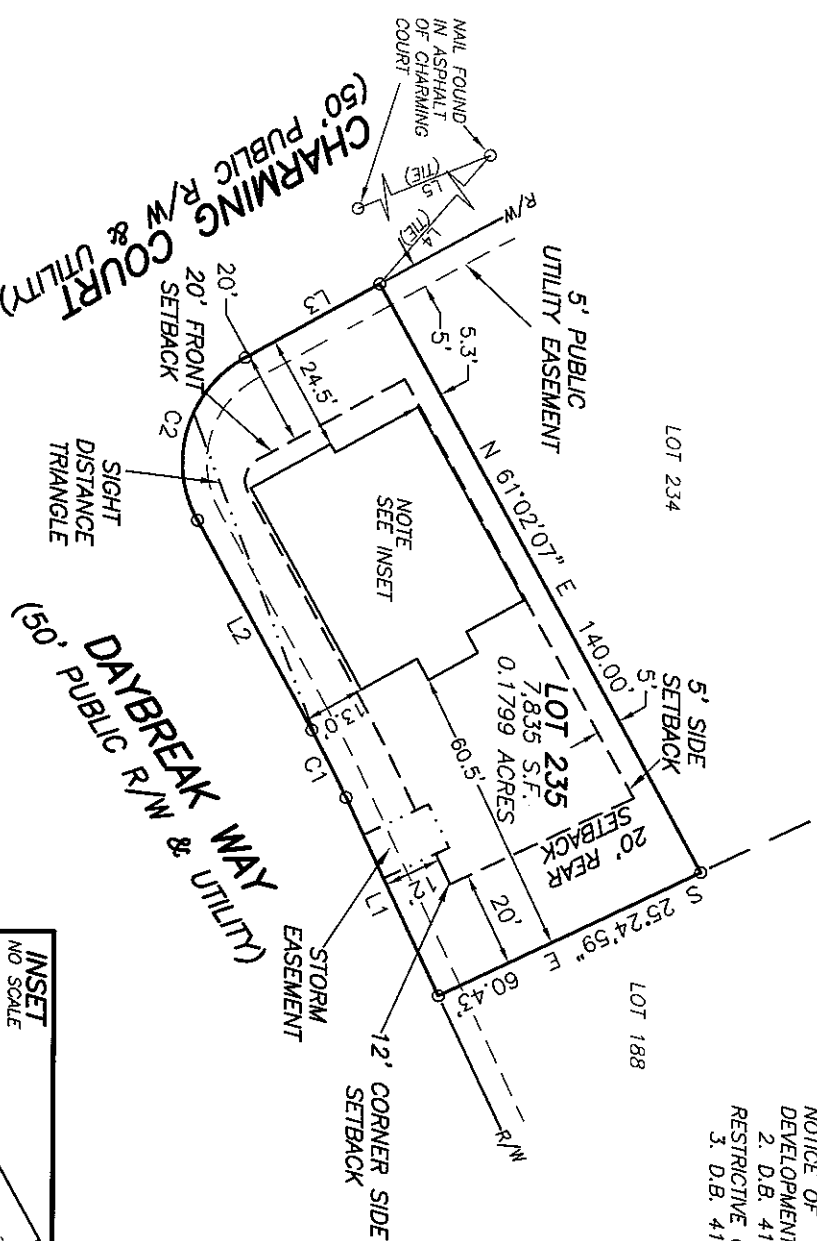 NAIL FOUND
IN ASPHALT
OF CHARMING
COURT
L5
(TIE)
L4
(TIE)
R/W
CHARMING COURT
(50' PUBLIC R/W & UTILITY)
5' PUBLIC
UTILITY EASEMENT
LOT 234
L3
20'
20' FRONT
SETBACK
24.5'
5'
5.3'
N 61°02'07" E 140.00'
C2
SIGHT
DISTANCE
TRIANGLE
NOTE
SEE INSET
5' SIDE
SETBACK
5'
LOT 235
7,835 S.F.
0.1799 ACRES
L2
13.0'
60.5'
20' REAR
SETBACK
C1
DAYBREAK WAY
(50' PUBLIC R/W & UTILITY)
12'
L1
20'
S 25°24'59" E 60.43'
LOT 188
STORM
EASEMENT
12' CORNER SIDE
SETBACK
R/W
INSET
NO SCALE
NOTICE OF
DEVELOPMENT
2. D.B. 41
RESTRICTIVE
3. D.B. 41